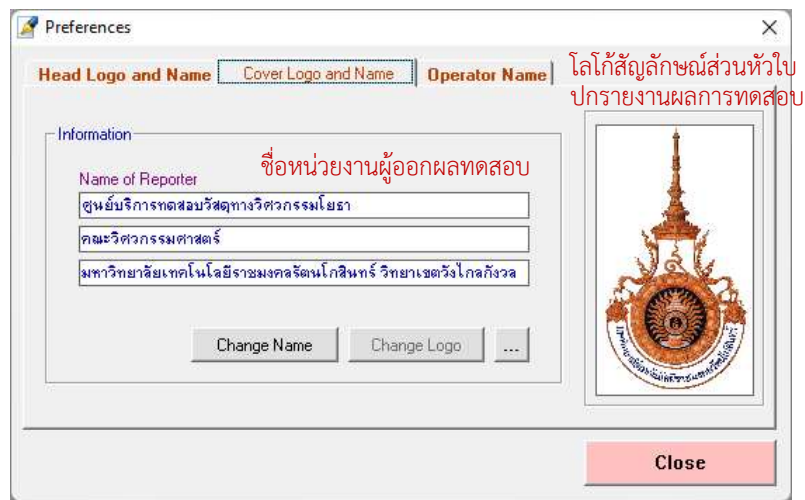 Preferences
Head Logo and Name
Cover Logo and Name
Operator Name
โลโก้สัญลักษณ์ส่วนหัวใบ
ปกรายงานผลการทดสอบ
Information
ชื่อหน่วยงานผู้ออกผลทดสอบ
Name of Reporter
ศูนย์บริการทดสอบวัสดุทางวิศวกรรมโยธา
คณะวิศวกรรมศาสตร์
มหาวิทยาลัยเทคโนโลยีราชมงคลรัตนโกสินทร์ วิทยาเขตวังไกลกังวล
Change Name
Change Logo
...
Close